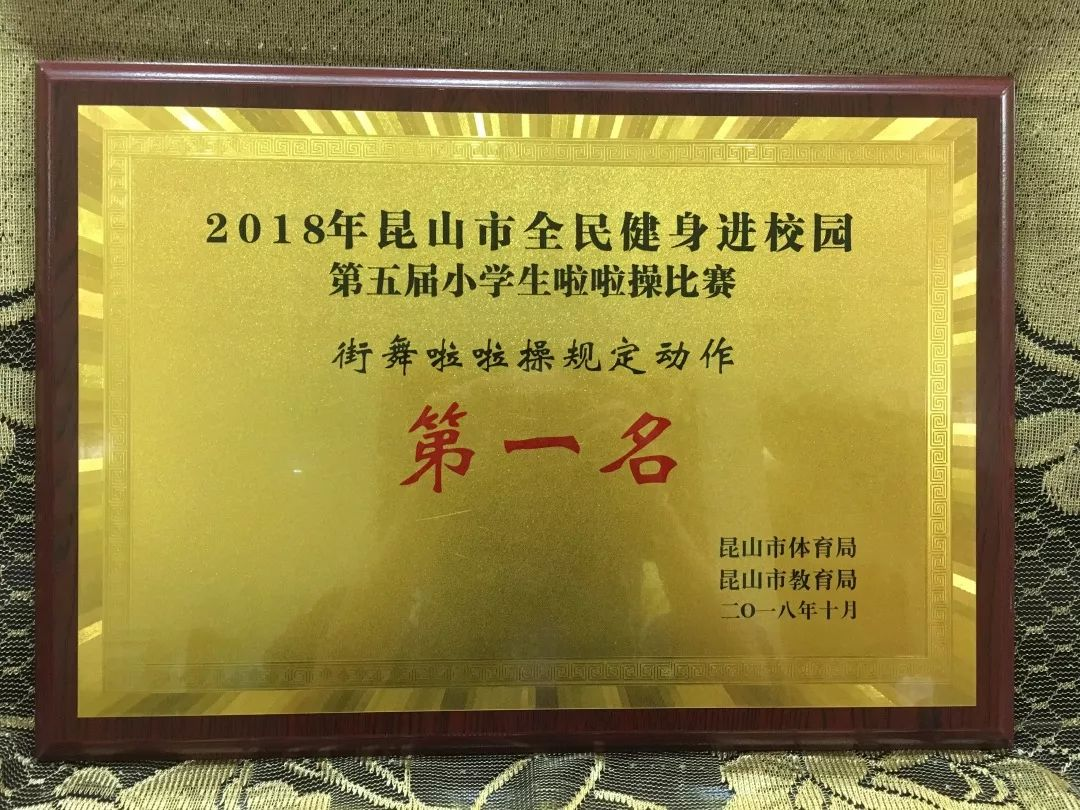 2018年昆山市全民健身进校园
第五届小学生啦啦操比赛
街舞啦啦操规定动作
第一名
昆山市体育局
昆山市教育局
二O一八年十月